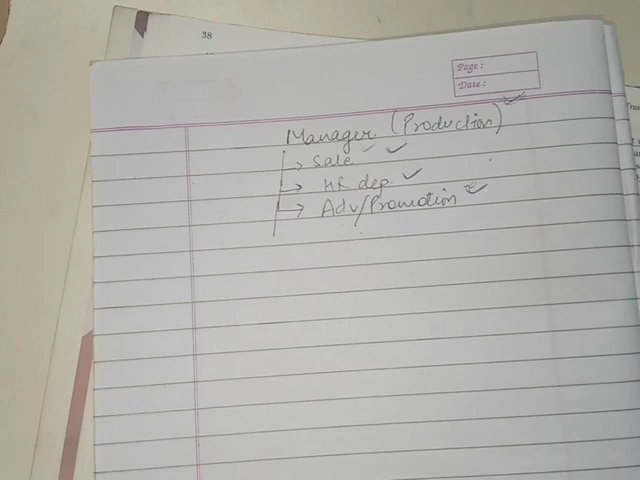 38
Page:
Date:
Manager (Production)
→ Sale
→ HR dep.
→ Adv/Promotion